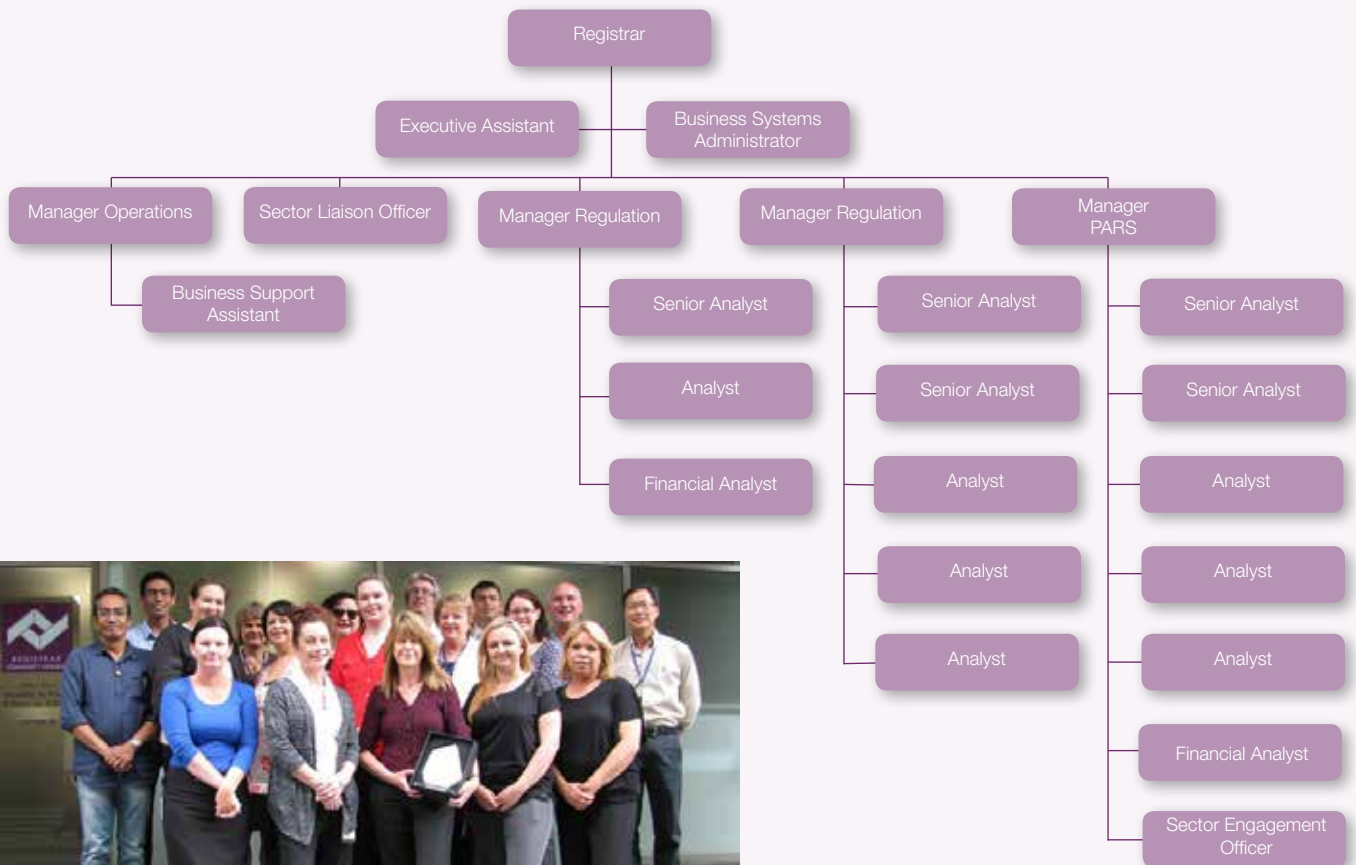 Registrar
Executive Assistant
Business Systems
Administrator
Manager Operations
Sector Liaison Officer
Manager Regulation
Manager Regulation
Manager
PARS
Business Support
Assistant
Senior Analyst
Analyst
Financial Analyst
Senior Analyst
Senior Analyst
Analyst
Analyst
Analyst
Senior Analyst
Senior Analyst
Analyst
Analyst
Analyst
Financial Analyst
Sector Engagement
Officer
REGISTRAR